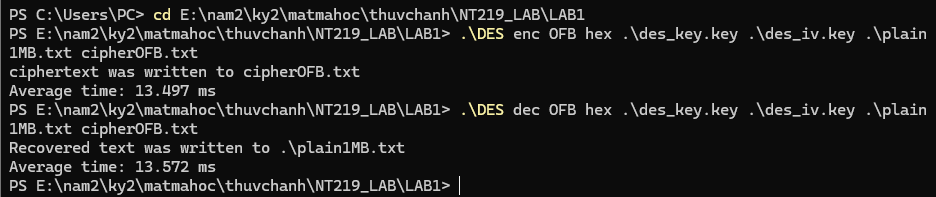 PS C:\Users\PC> cd E:\nam2\ky2\matmahoc\thuvchanh\NT219_LAB\LAB1
PS E:\nam2\ky2\matmahoc\thuvchanh\NT219_LAB\LAB1> .\DES enc OFB hex .\des_key.key .\des_iv.key .\plain
1MB.txt cipherOFB.txt
ciphertext was written to cipherOFB.txt
Average time: 13.497 ms
PS E:\nam2\ky2\matmahoc\thuvchanh\NT219_LAB\LAB1> .\DES dec OFB hex .\des_key.key .\des_iv.key .\plain
1MB.txt cipherOFB.txt
Recovered text was written to .\plain1MB.txt
Average time: 13.572 ms
PS E:\nam2\ky2\matmahoc\thuvchanh\NT219_LAB\LAB1>